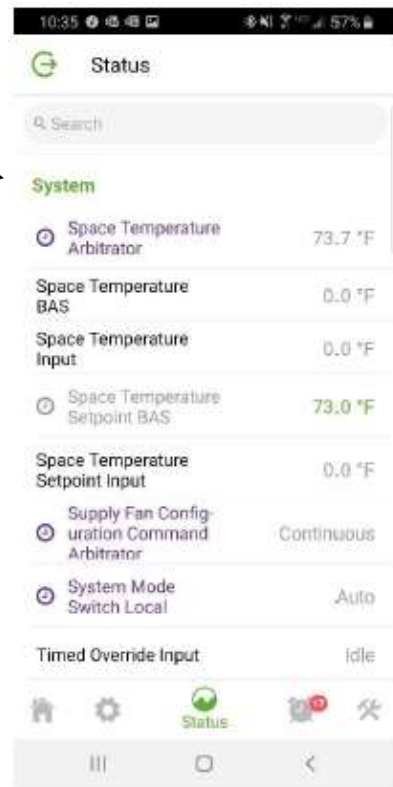 10:35
57%
Status
Search
System
Space Temperature
Arbitrator
73.7 °F
Space Temperature
BAS
0.0 °F
Space Temperature
Input
0.0 °F
Space Temperature
Setpoint BAS
73.0 °F
Space Temperature
Setpoint Input
0.0 °F
Supply Fan Config-
uration Command
Arbitrator
Continuous
System Mode
Switch Local
Auto
Timed Override Input
Idle
Status